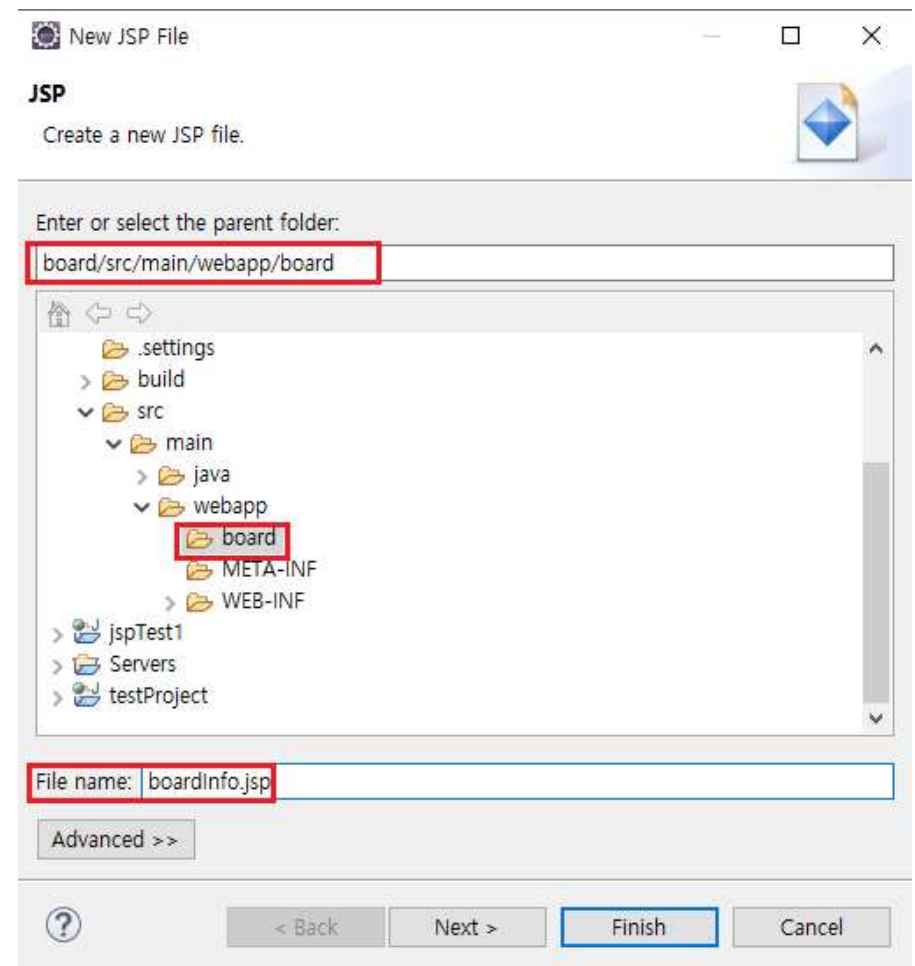 New JSP File
JSP
Create a new JSP file.
Enter or select the parent folder:
board/src/main/webapp/board
.settings
build
src
main
java
webapp
board
META-INF
WEB-INF
jspTest1
Servers
testProject
File name: boardInfo.jsp
Advanced >>
? < Back Next > Finish Cancel